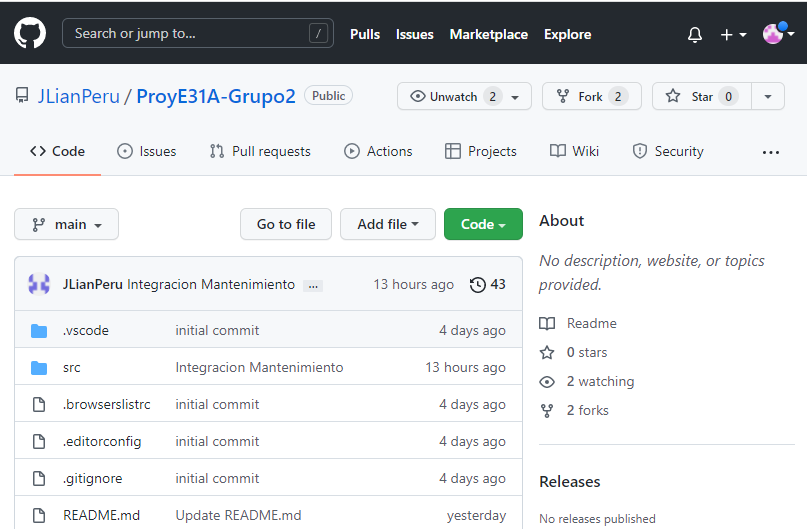 Search or jump to... / Pulls Issues Marketplace Explore
JLianPeru / ProyE31A-Grupo2 Public Unwatch 2 Fork 2 Star 0
Code Issues Pull requests Actions Projects Wiki Security ...
main Go to file Add file Code
JLianPeru Integracion Mantenimiento ... 13 hours ago 43
.vscode initial commit 4 days ago
src Integracion Mantenimiento 13 hours ago
.browserslistrc initial commit 4 days ago
.editorconfig initial commit 4 days ago
.gitignore initial commit 4 days ago
README.md Update README.md yesterday
About
No description, website, or topics
provided.
Readme
0 stars
2 watching
2 forks
Releases
No releases published